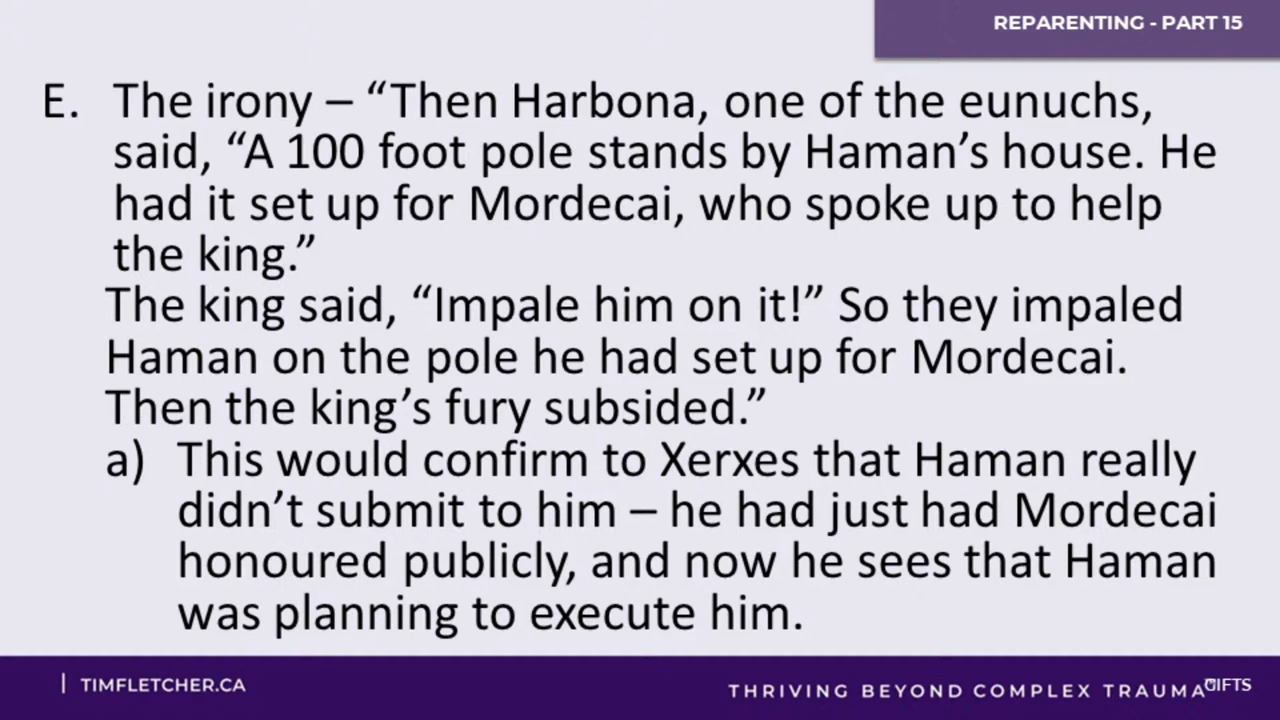 REPARENTING - PART 15
E. The irony – “Then Harbona, one of the eunuchs,
said, “A 100 foot pole stands by Haman’s house. He
had it set up for Mordecai, who spoke up to help
the king.”
The king said, “Impale him on it!” So they impaled
Haman on the pole he had set up for Mordecai.
Then the king’s fury subsided.”
a) This would confirm to Xerxes that Haman really
didn’t submit to him – he had just had Mordecai
honoured publicly, and now he sees that Haman
was planning to execute him.
| TIMFLETCHER.CA
THRIVING BEYOND COMPLEX TRAUMA
GIFTS